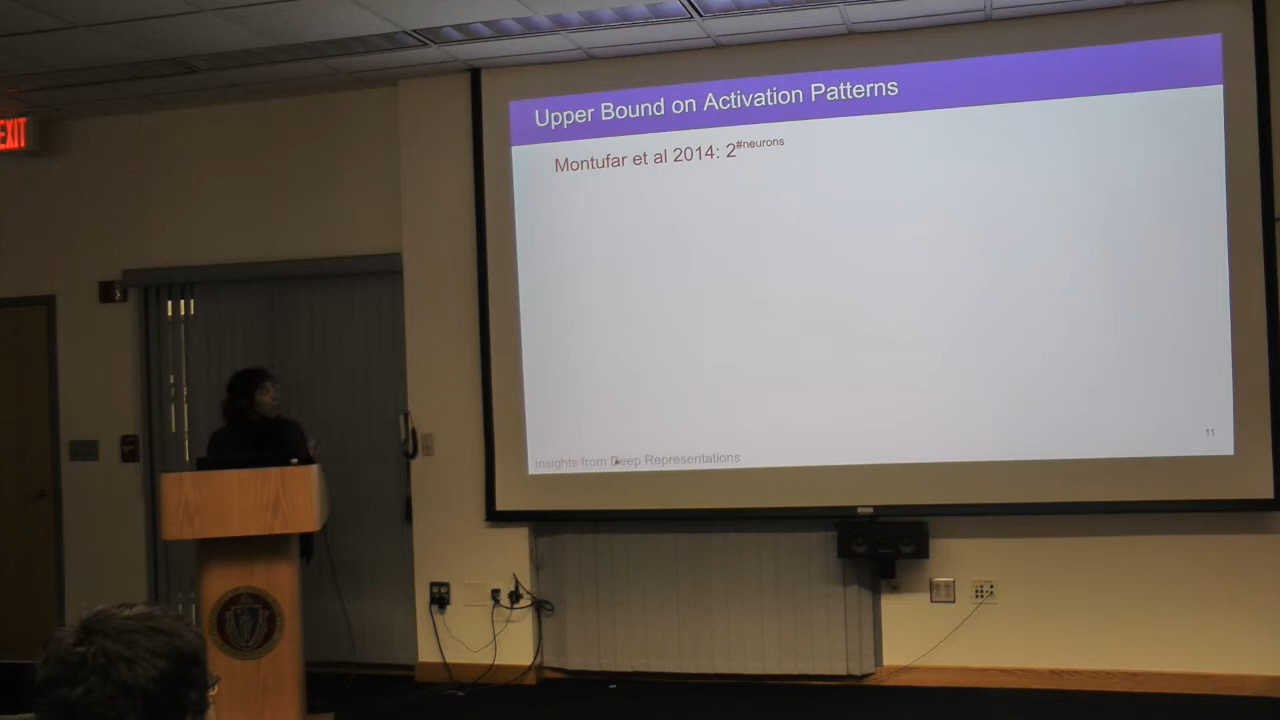 EXIT
Upper Bound on Activation Patterns
Montufar et al 2014: 2^#neurons
11
Insights from Deep Representations